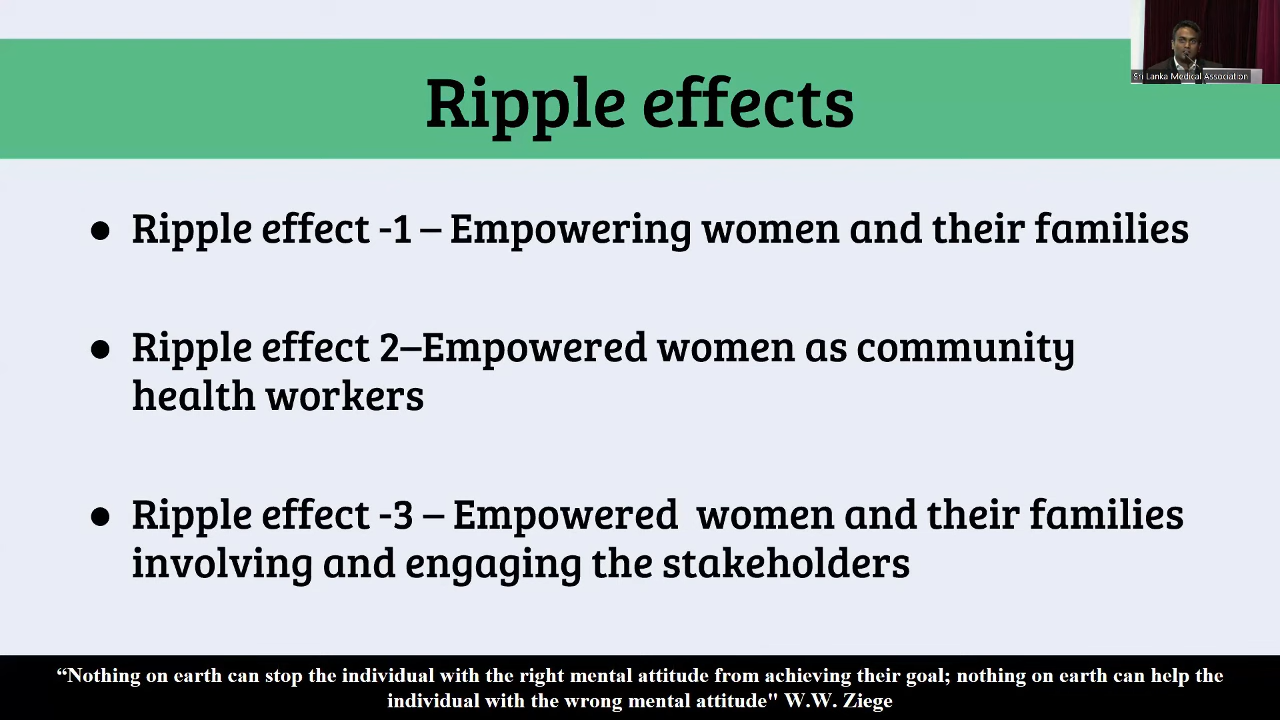 Sri Lanka Medical Association
Ripple effects
● Ripple effect -1 – Empowering women and their families
● Ripple effect 2–Empowered women as community
health workers
● Ripple effect -3 – Empowered  women and their families
involving and engaging the stakeholders
“Nothing on earth can stop the individual with the right mental attitude from achieving their goal; nothing on earth can help the
individual with the wrong mental attitude" W.W. Ziege